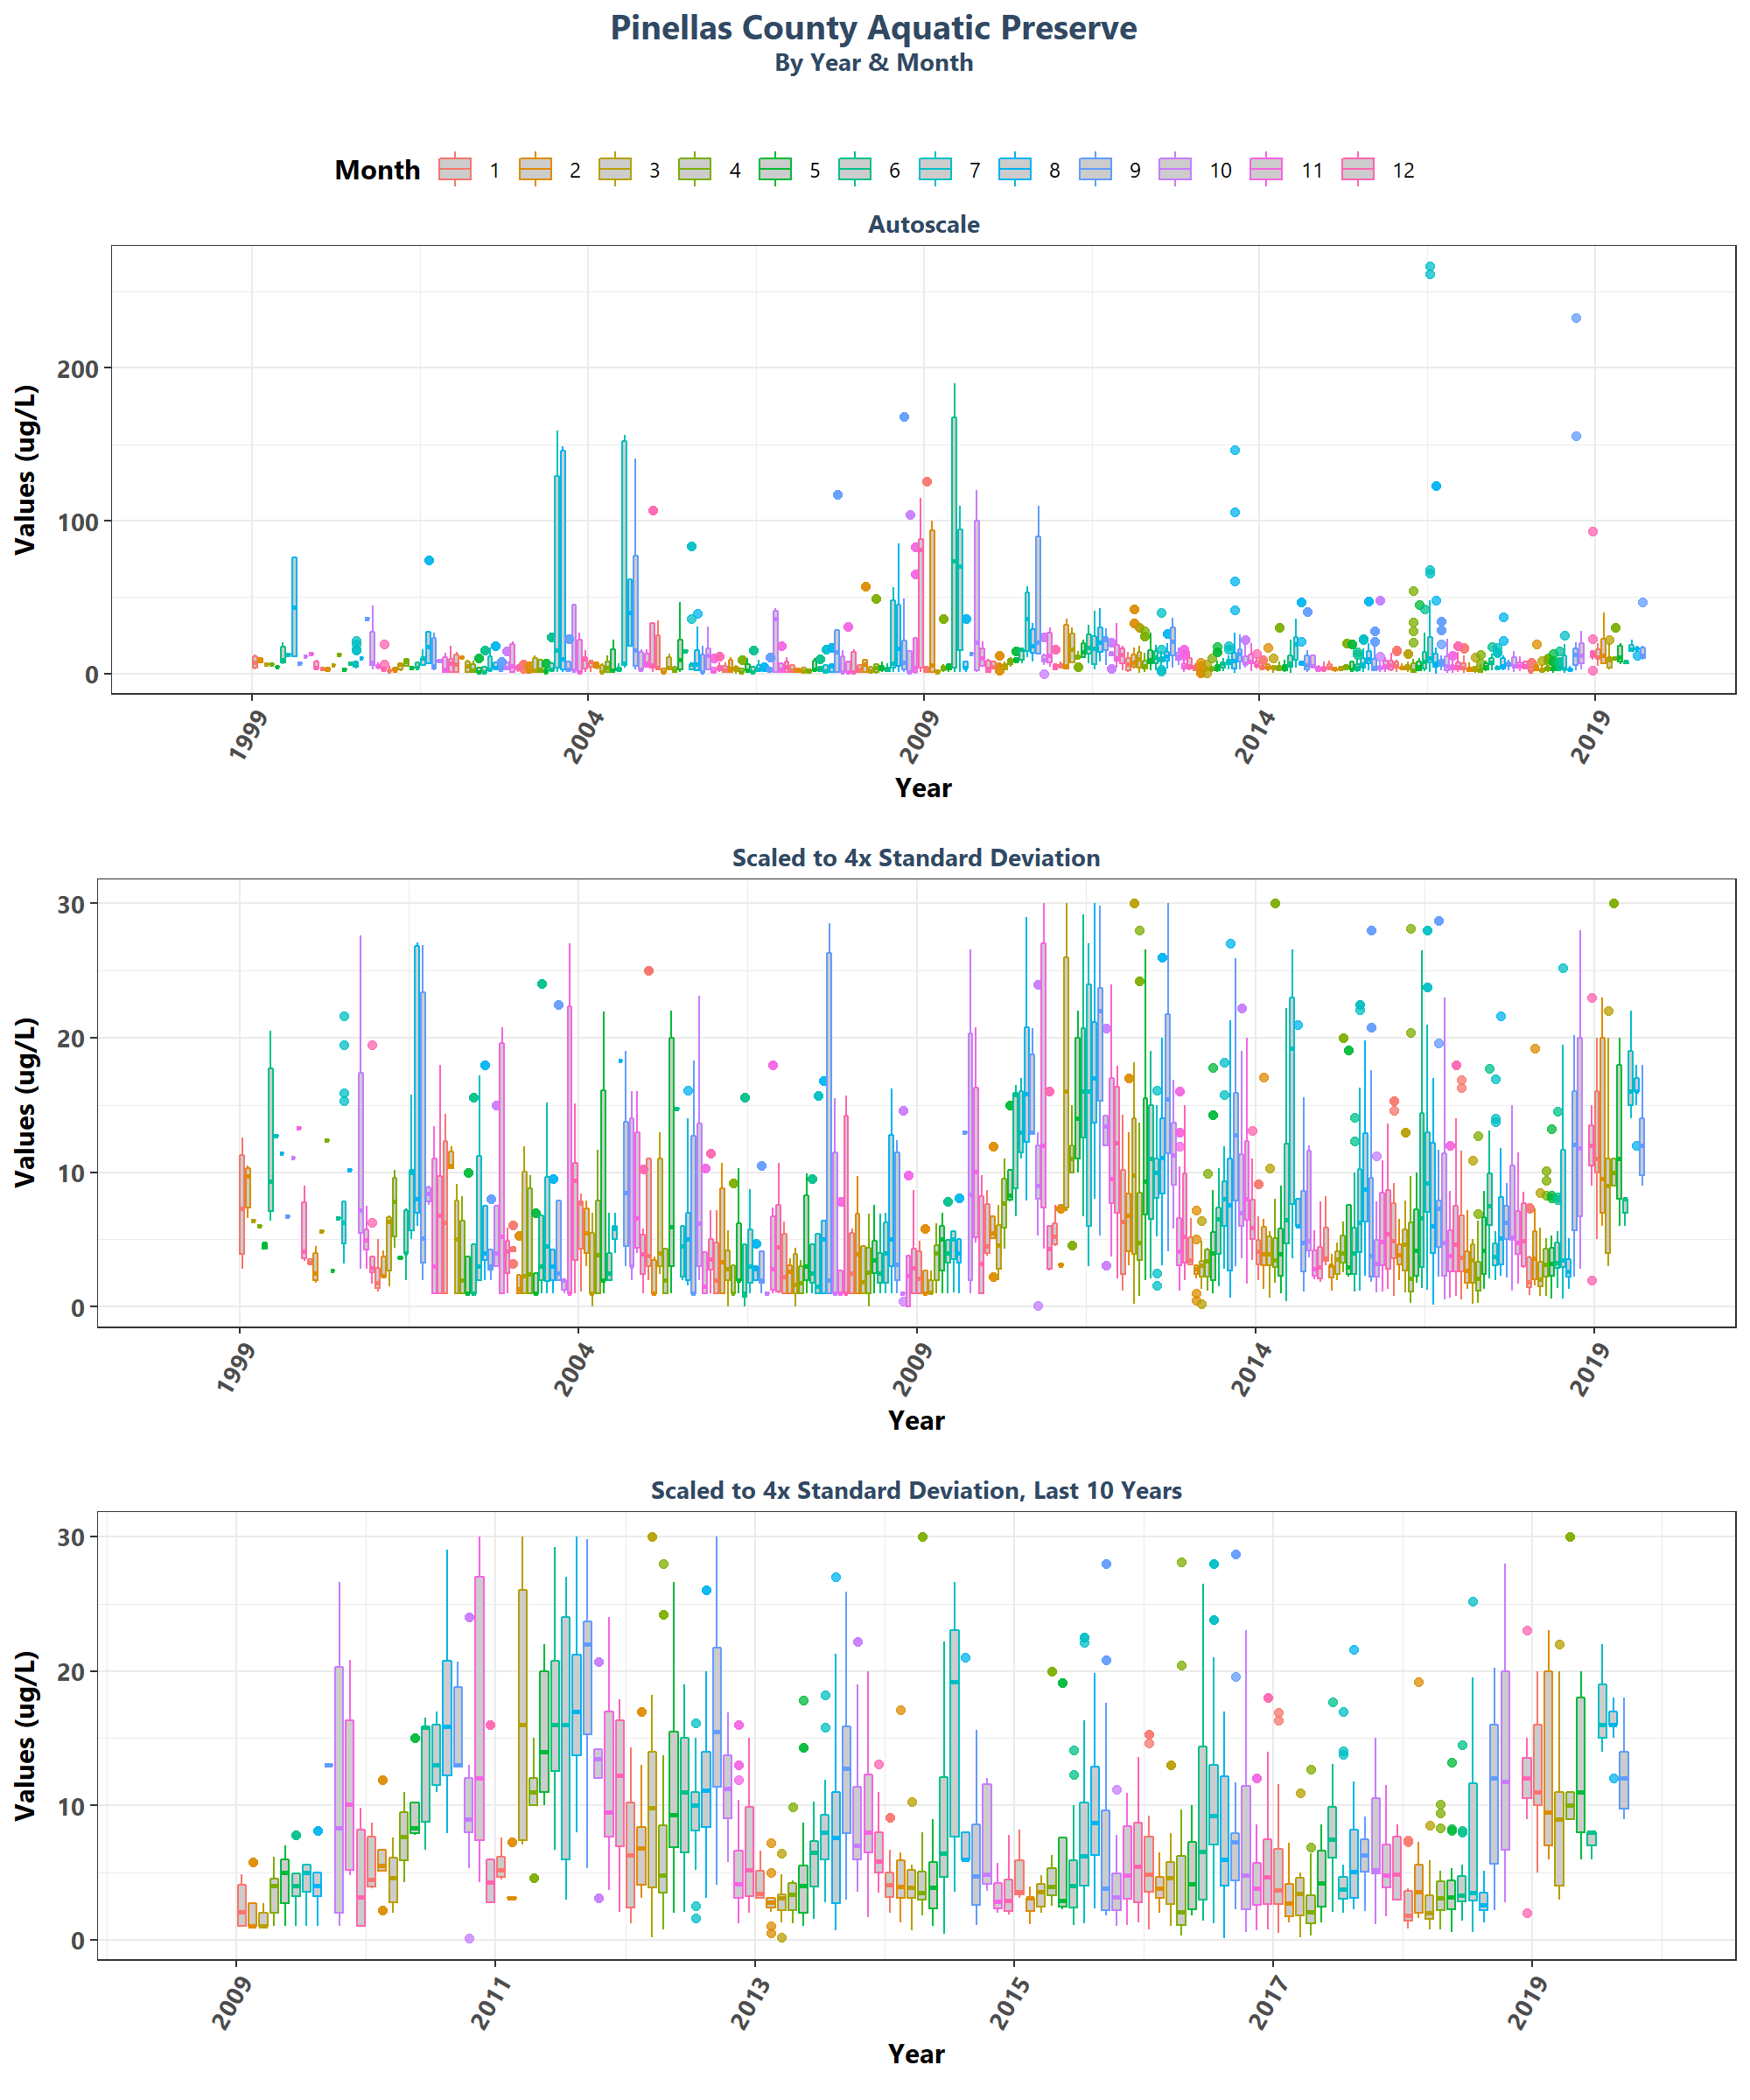 Pinellas County Aquatic Preserve
By Year & Month
Month 1 2 3 4 5 6 7 8 9 10 11 12
Autoscale
Values (ug/L)
200
100
0
1999 2004 2009 2014 2019
Year
Scaled to 4x Standard Deviation
Values (ug/L)
30
20
10
0
1999 2004 2009 2014 2019
Year
Scaled to 4x Standard Deviation, Last 10 Years
Values (ug/L)
30
20
10
0
2009 2011 2013 2015 2017 2019
Year